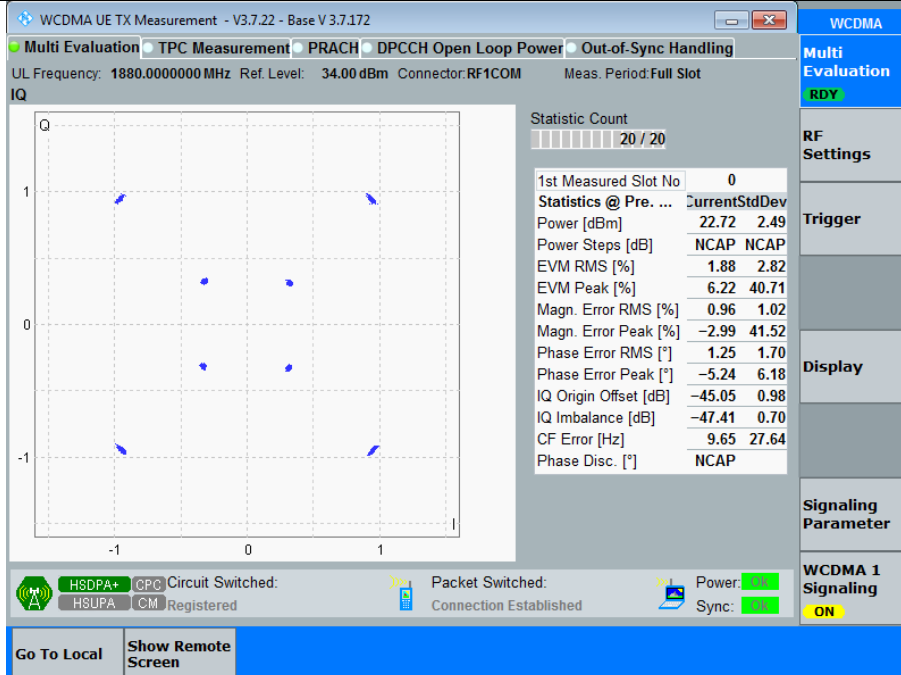 WCDMA UE TX Measurement - V3.7.22 - Base V 3.7.172
Multi Evaluation TPC Measurement PRACH DPCCH Open Loop Power Out-of-Sync Handling
UL Frequency: 1880.0000000 MHz Ref. Level: 34.00 dBm Connector:RF1COM Meas. Period:Full Slot
IQ
Q
1
0
-1
I
-1 0 1
Statistic Count
20 / 20
1st Measured Slot No 0
Statistics @ Pre. ... CurrentStdDev
Power [dBm] 22.72 2.49
Power Steps [dB] NCAP NCAP
EVM RMS [%] 1.88 2.82
EVM Peak [%] 6.22 40.71
Magn. Error RMS [%] 0.96 1.02
Magn. Error Peak [%] −2.99 41.52
Phase Error RMS [°] 1.25 1.70
Phase Error Peak [°] −5.24 6.18
IQ Origin Offset [dB] −45.05 0.98
IQ Imbalance [dB] −47.41 0.70
CF Error [Hz] 9.65 27.64
Phase Disc. [°] NCAP
HSDPA+ CPC Circuit Switched: Packet Switched: Power: Ok
HSUPA CM Registered Connection Established Sync: Ok
WCDMA
Multi
Evaluation
RDY
RF
Settings
Trigger
Display
Signaling
Parameter
WCDMA 1
Signaling
ON
Go To Local
Show Remote
Screen